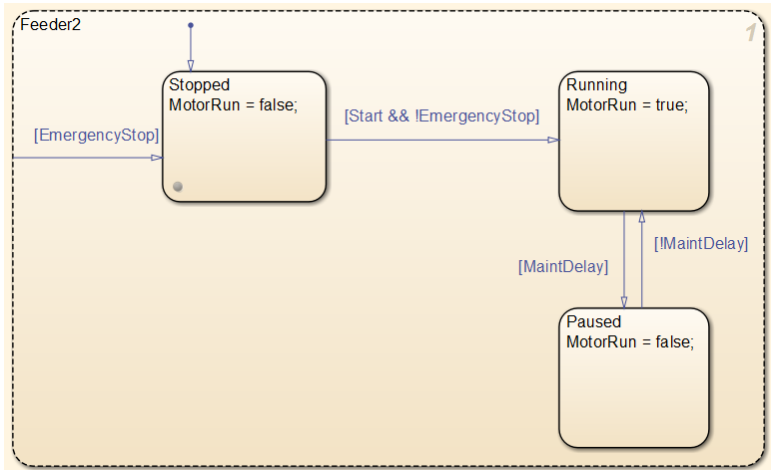 Feeder2
1
Stopped
MotorRun = false;
Running
MotorRun = true;
[EmergencyStop]
[Start && !EmergencyStop]
[MaintDelay]
[!MaintDelay]
Paused
MotorRun = false;